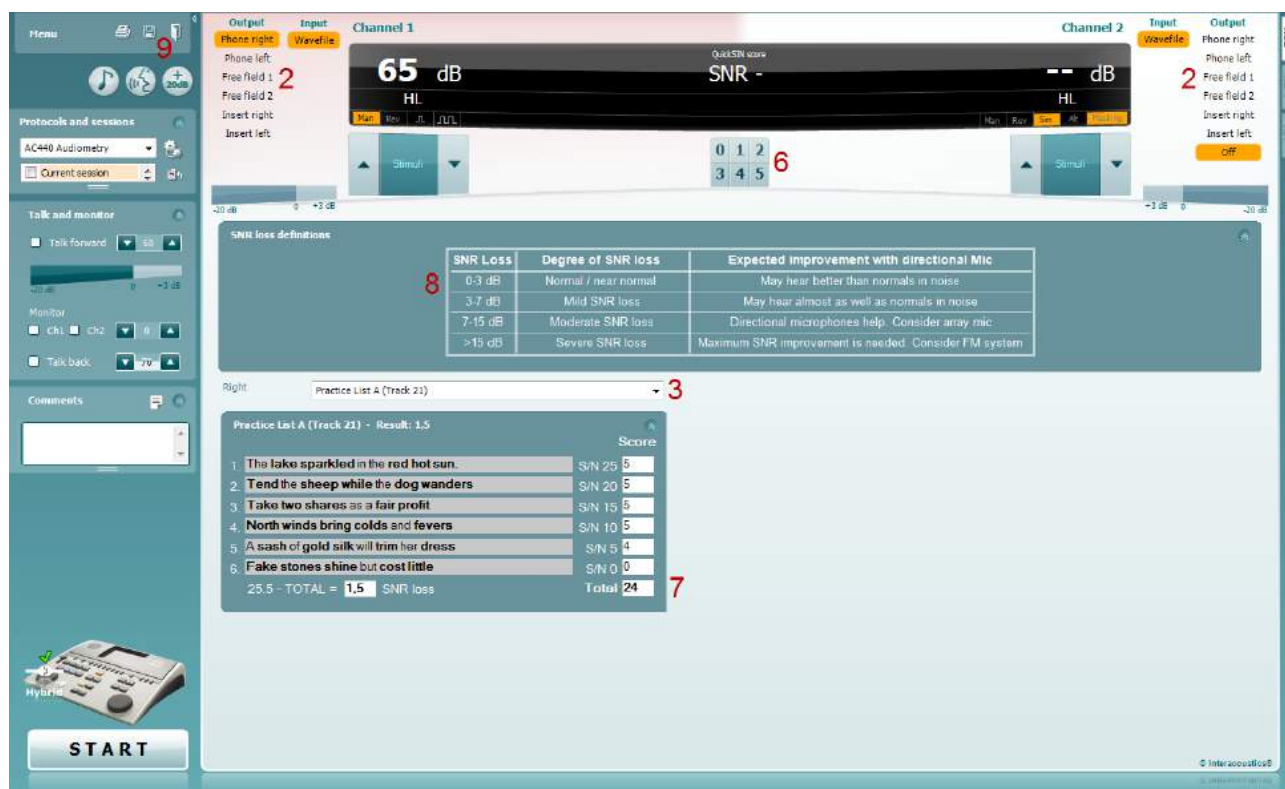 Menu
9
+
20dB
Protocols and sessions
AC440 Audiometry
Current session
Talk and monitor
Talk forward 60
-20 dB 0 +3 dB
Monitor
Ch1 Ch2 0
Talk back 70
Comments
Hybrid
START
Output Input Channel 1
Phone right Wavefile
Phone left
Free field 1 2
Free field 2
Insert right
Insert left
65 dB
HL
Man Rev
QuickSIN score
SNR -
Channel 2 Input Output
Wavefile Phone right
Phone left
2 Free field 1
Free field 2
Insert right
Insert left
Off
-- dB
HL
Man Rev Sim Alt Masking
Stimuli
0 1 2
3 4 5
6
Stimuli
-20 dB 0 +3 dB
+3 dB 0 -20 dB
SNR loss definitions
8
SNR Loss Degree of SNR loss Expected improvement with directional Mic
0-3 dB Normal / near normal May hear better than normals in noise
3-7 dB Mild SNR loss May hear almost as well as normals in noise
7-15 dB Moderate SNR loss Directional microphones help. Consider array mic
>15 dB Severe SNR loss Maximum SNR improvement is needed. Consider FM system
Right Practice List A (Track 21) 3
Practice List A (Track 21) - Result: 1,5
Score
1. The lake sparkled in the red hot sun. S/N 25 5
2. Tend the sheep while the dog wanders S/N 20 5
3. Take two shares as a fair profit S/N 15 5
4. North winds bring colds and fevers S/N 10 5
5. A sash of gold silk will trim her dress S/N 5 4
6. Fake stones shine but cost little S/N 0 0
25.5 - TOTAL = 1,5 SNR loss Total 24 7
© Interacoustics®